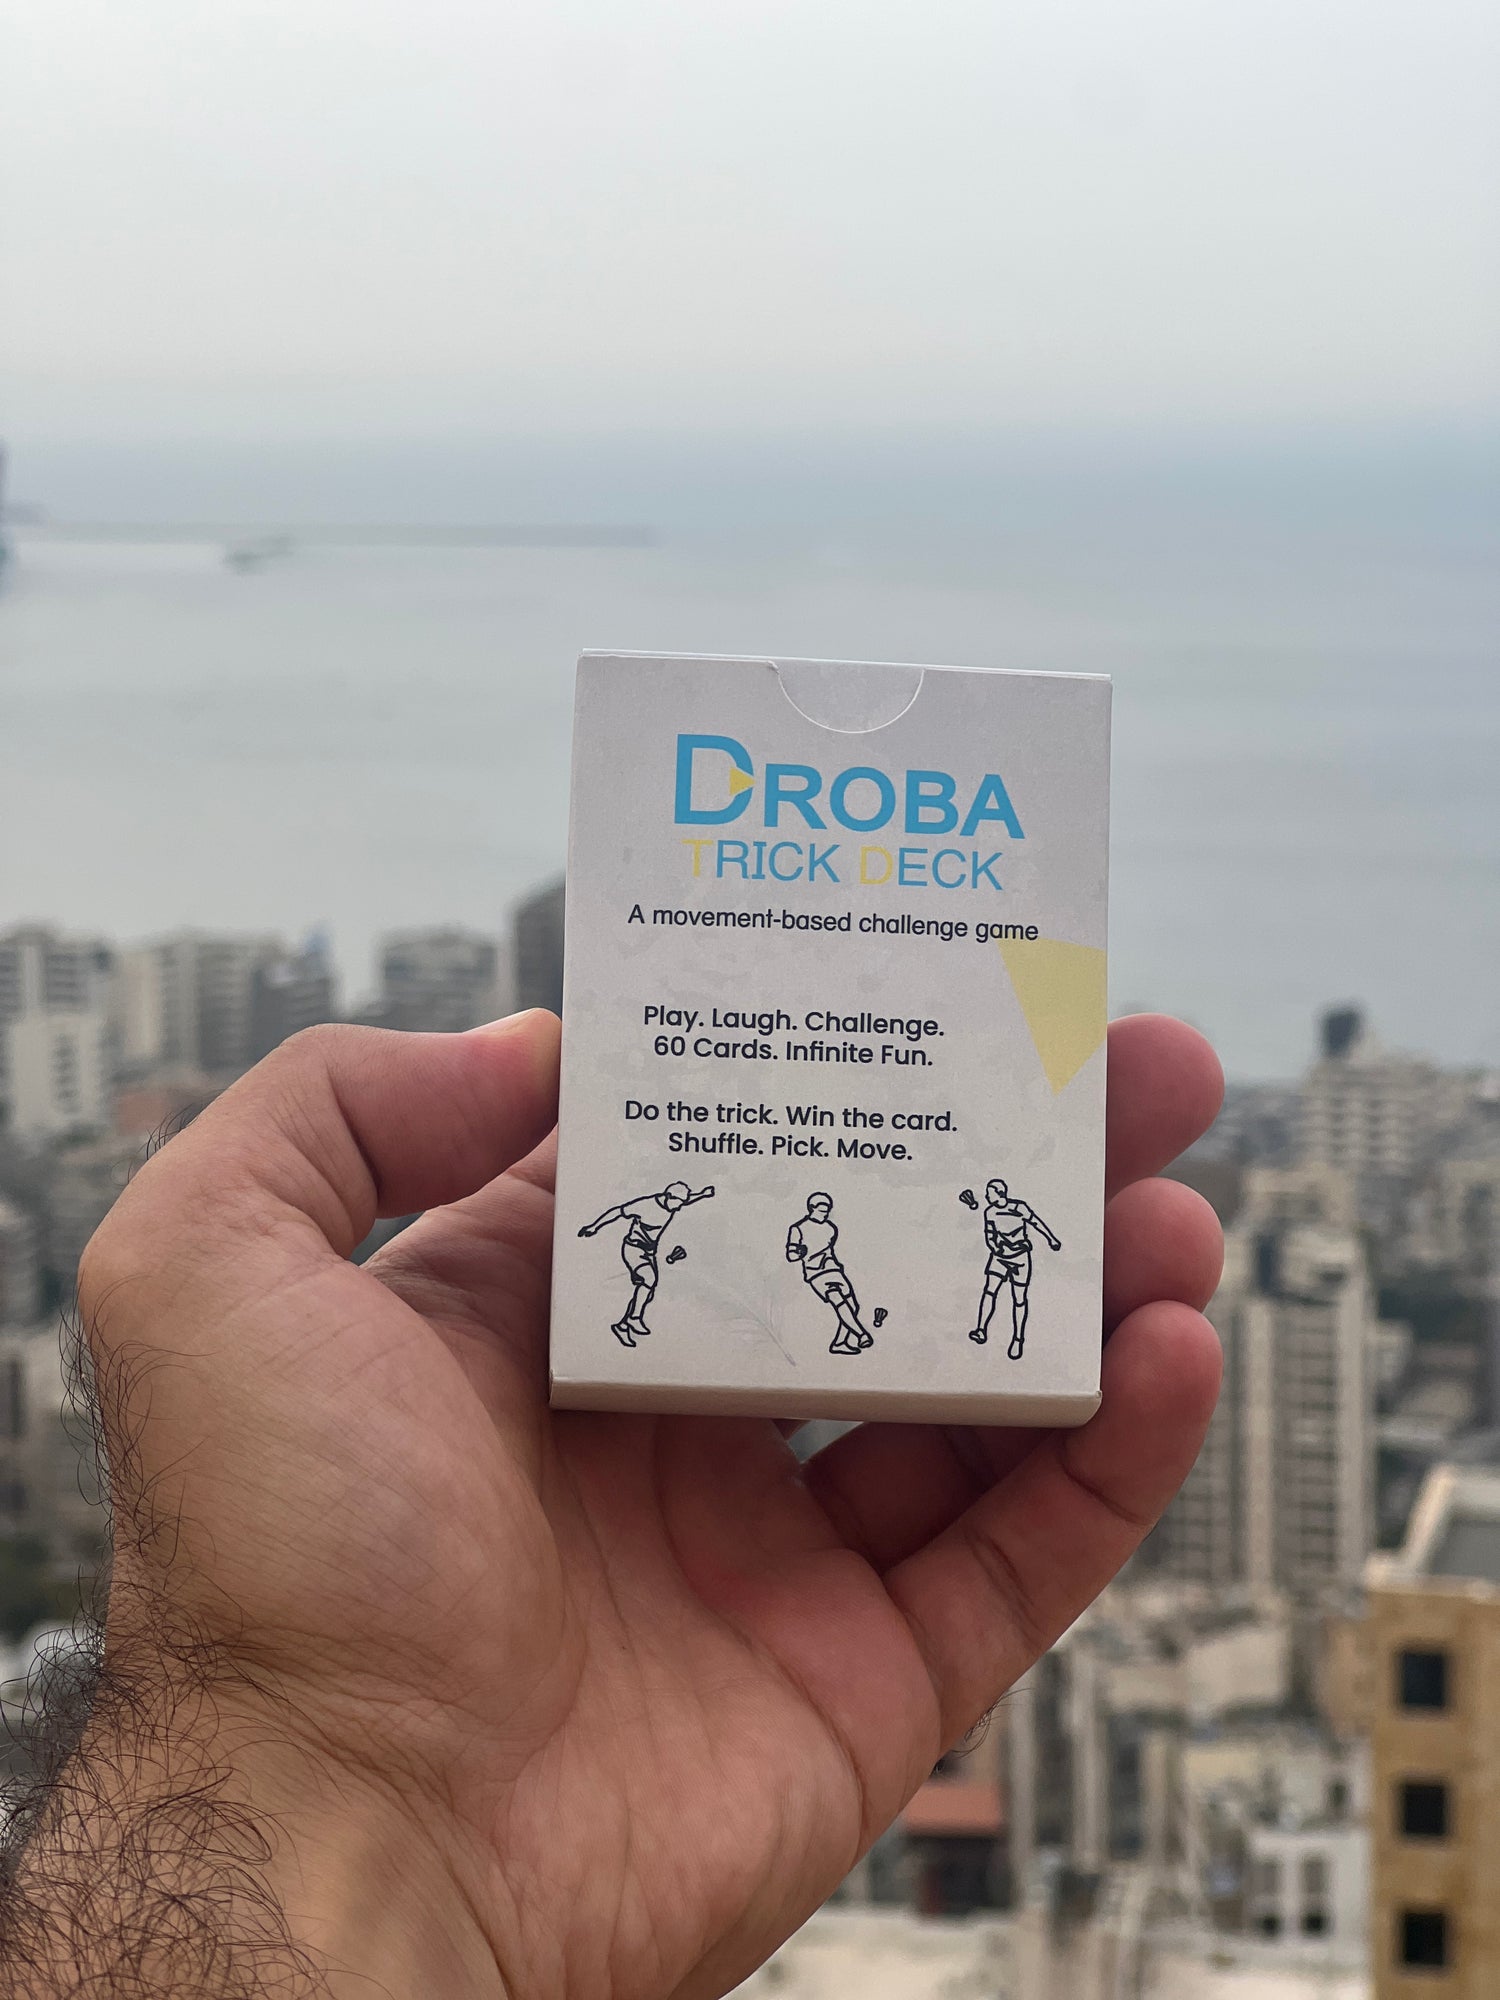 DROBA
TRICK DECK
A movement-based challenge game
Play. Laugh. Challenge.
60 Cards. Infinite Fun.
Do the trick. Win the card.
Shuffle. Pick. Move.